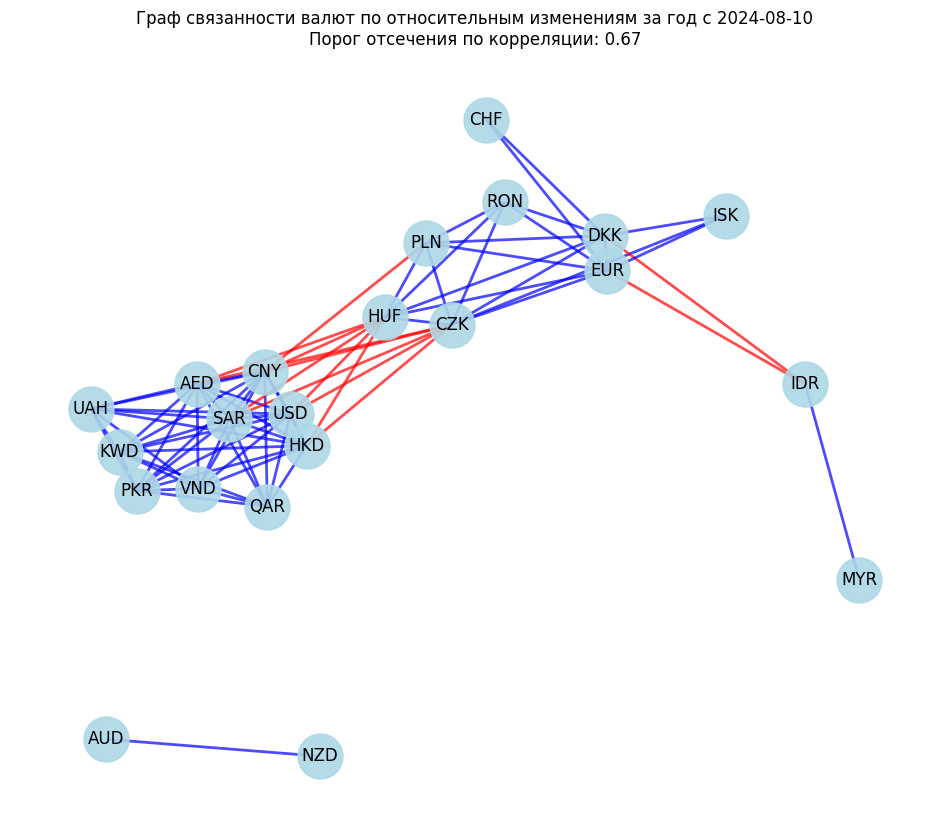 Граф связанности валют по относительным изменениям за год с 2024-08-10
Порог отсечения по корреляции: 0.67
CHF
RON
ISK
DKK
PLN
EUR
HUF
CZK
CNY
AED
IDR
UAH
USD
SAR
HKD
KWD
PKR
VND
QAR
MYR
AUD
NZD